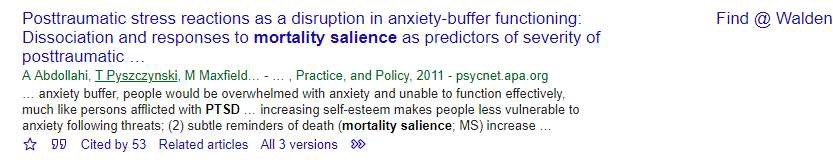 Posttraumatic stress reactions as a disruption in anxiety-buffer functioning: Find @ Walden
Dissociation and responses to mortality salience as predictors of severity of
posttraumatic …
A Abdollahi, T Pyszczynski, M Maxfield… - … , Practice, and Policy, 2011 - psycnet.apa.org
… anxiety buffer, people would be overwhelmed with anxiety and unable to function effectively,
much like persons afflicted with PTSD … increasing self-esteem makes people less vulnerable to
anxiety following threats; (2) subtle reminders of death (mortality salience; MS) increase …
Cited by 53 Related articles All 3 versions